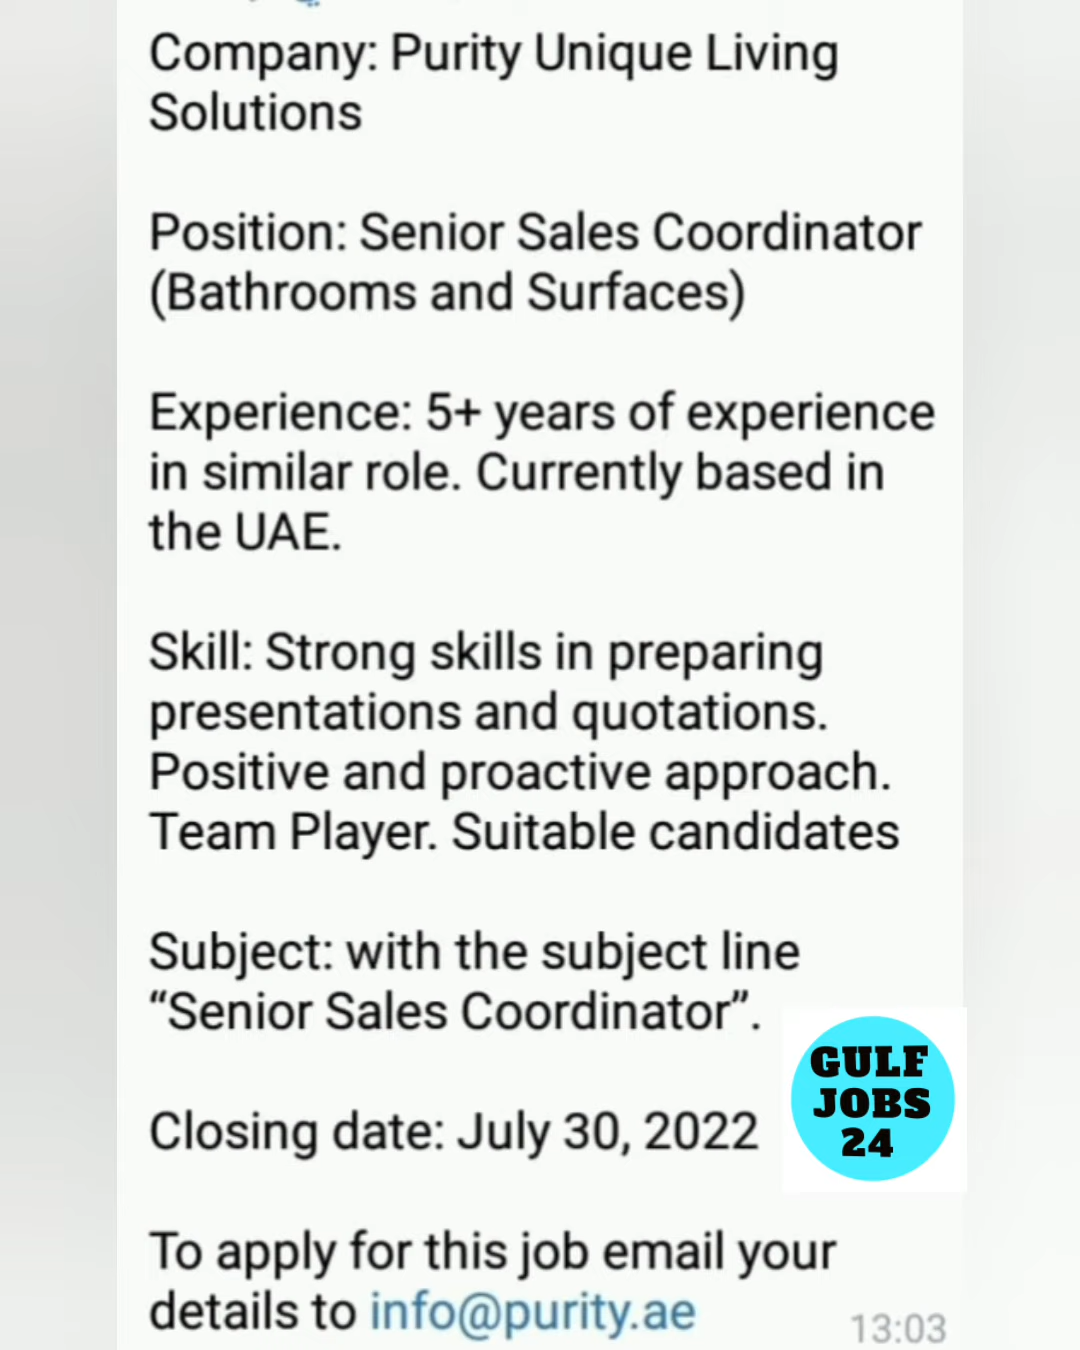 Company: Purity Unique Living
Solutions
Position: Senior Sales Coordinator
(Bathrooms and Surfaces)
Experience: 5+ years of experience
in similar role. Currently based in
the UAE.
Skill: Strong skills in preparing
presentations and quotations.
Positive and proactive approach.
Team Player. Suitable candidates
Subject: with the subject line
“Senior Sales Coordinator”.
Closing date: July 30, 2022
GULF
JOBS
24
To apply for this job email your
details to info@purity.ae
13:03